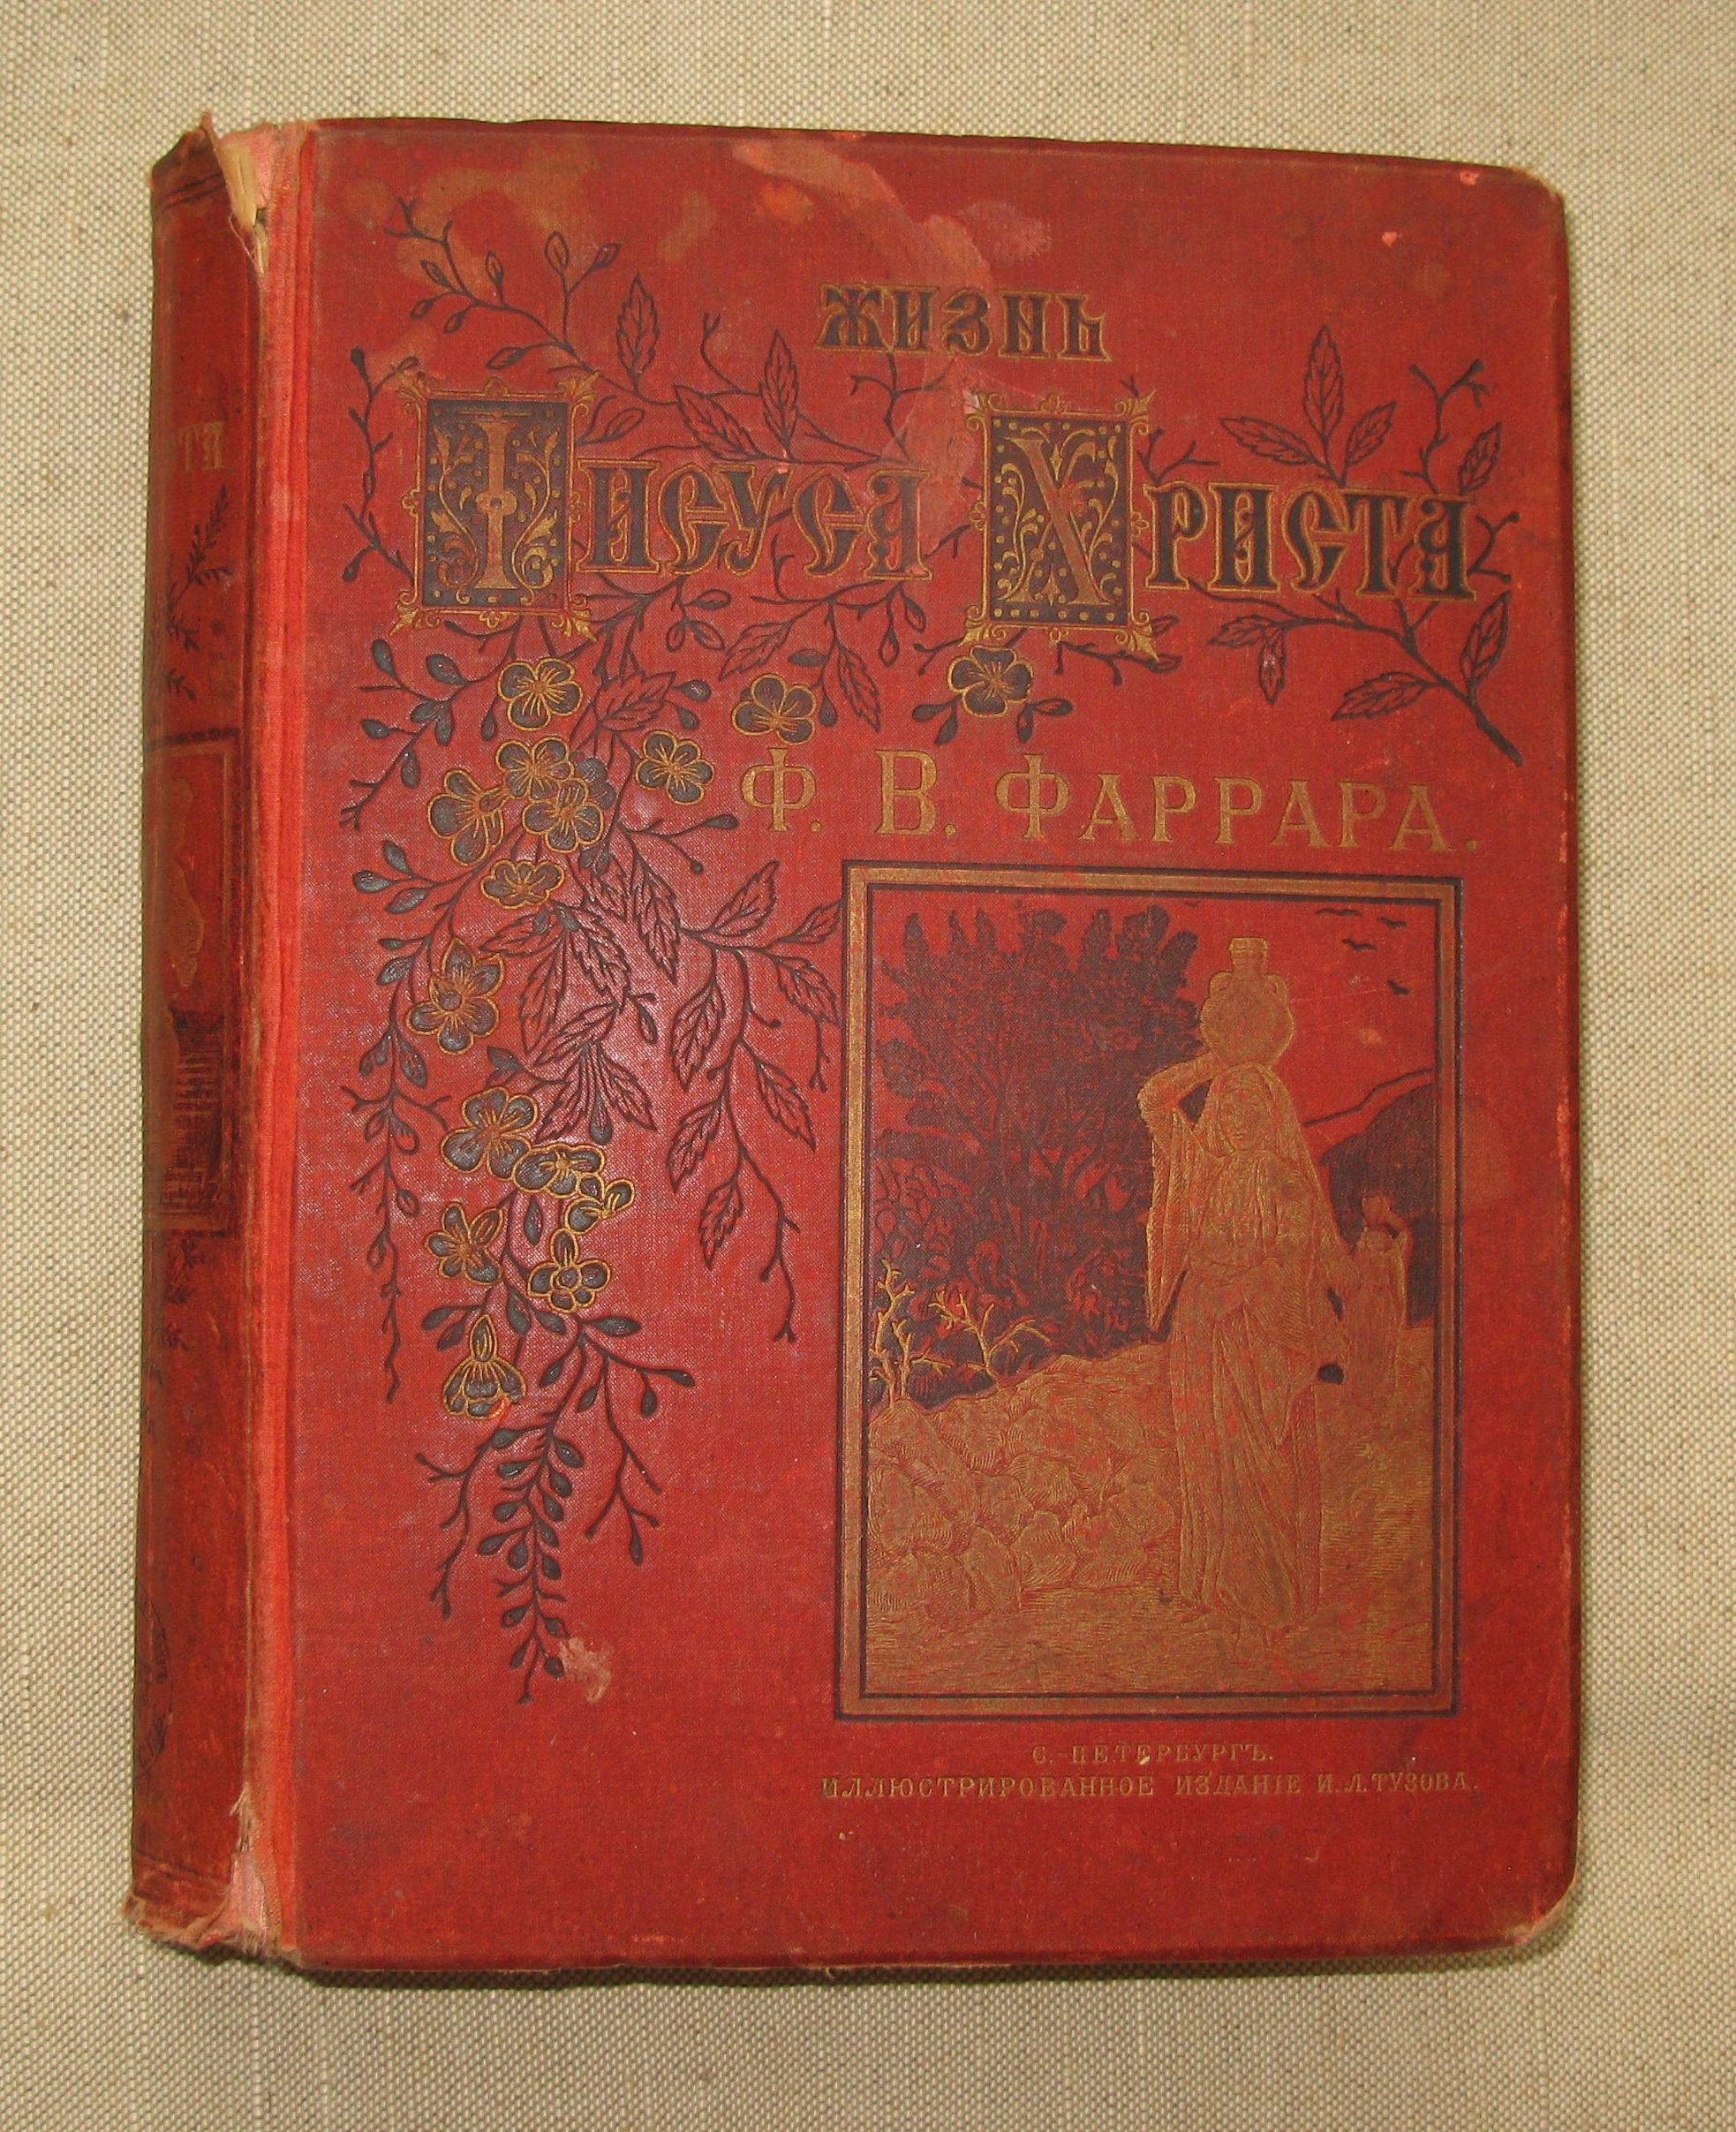 ЖИЗНЬ
ІИСУСА ХРИСТА
Ф. В. ФАРРАРА.
С.-ПЕТЕРБУРГЪ.
ИЛЛЮСТРИРОВАННОЕ ИЗДАНІЕ И.Л.ТУЗОВА.